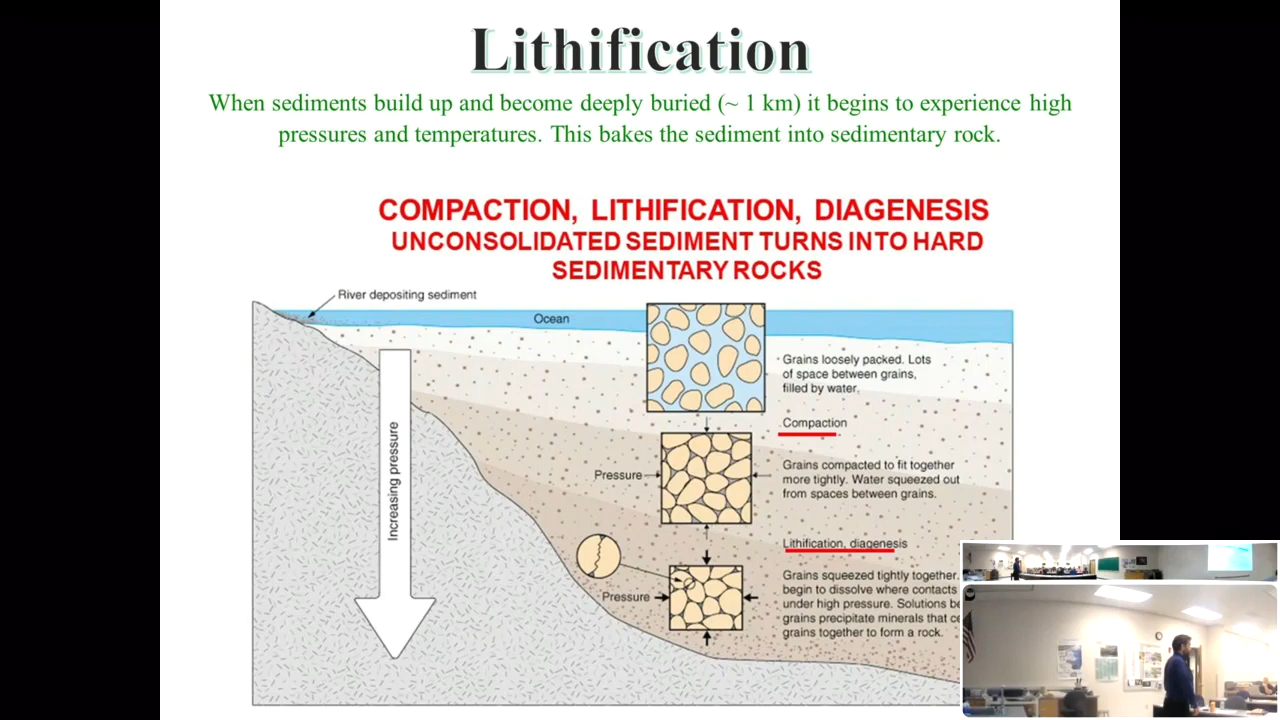 Lithification
When sediments build up and become deeply buried (~ 1 km) it begins to experience high
pressures and temperatures. This bakes the sediment into sedimentary rock.
COMPACTION, LITHIFICATION, DIAGENESIS
UNCONSOLIDATED SEDIMENT TURNS INTO HARD
SEDIMENTARY ROCKS
River depositing sediment
Ocean
Grains loosely packed. Lots
of space between grains,
filled by water.
Compaction
Increasing pressure
Pressure
Grains compacted to fit together
more tightly. Water squeezed out
from spaces between grains.
Lithification, diagenesis
Pressure
Grains squeezed tightly together
begin to dissolve where contacts
under high pressure. Solutions
grains precipitate minerals that
grains together to form a rock.